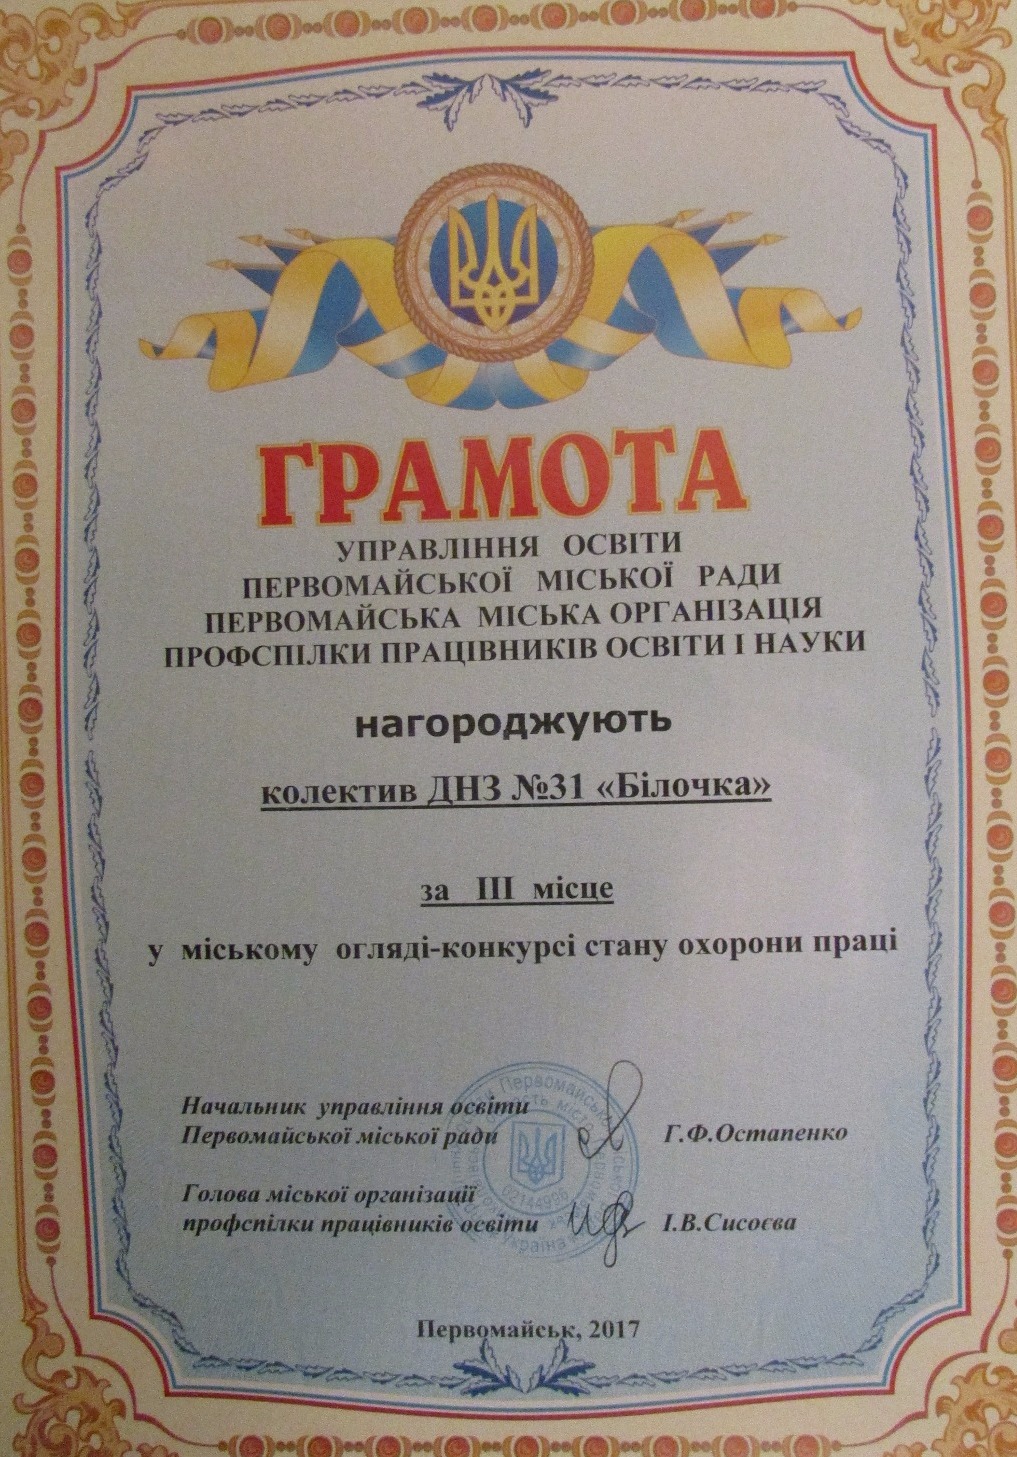 ГРАМОТА
УПРАВЛІННЯ ОСВІТИ
ПЕРВОМАЙСЬКОЇ МІСЬКОЇ РАДИ
ПЕРВОМАЙСЬКА МІСЬКА ОРГАНІЗАЦІЯ
ПРОФСПІЛКИ ПРАЦІВНИКІВ ОСВІТИ І НАУКИ
нагороджують
колектив ДНЗ №31 «Білочка»
за ІІІ місце
у міському огляді-конкурсі стану охорони праці
Начальник управління освіти
Первомайської міської ради Г.Ф.Остапенко
Голова міської організації
профспілки працівників освіти І.В.Сисоєва
Первомайськ, 2017